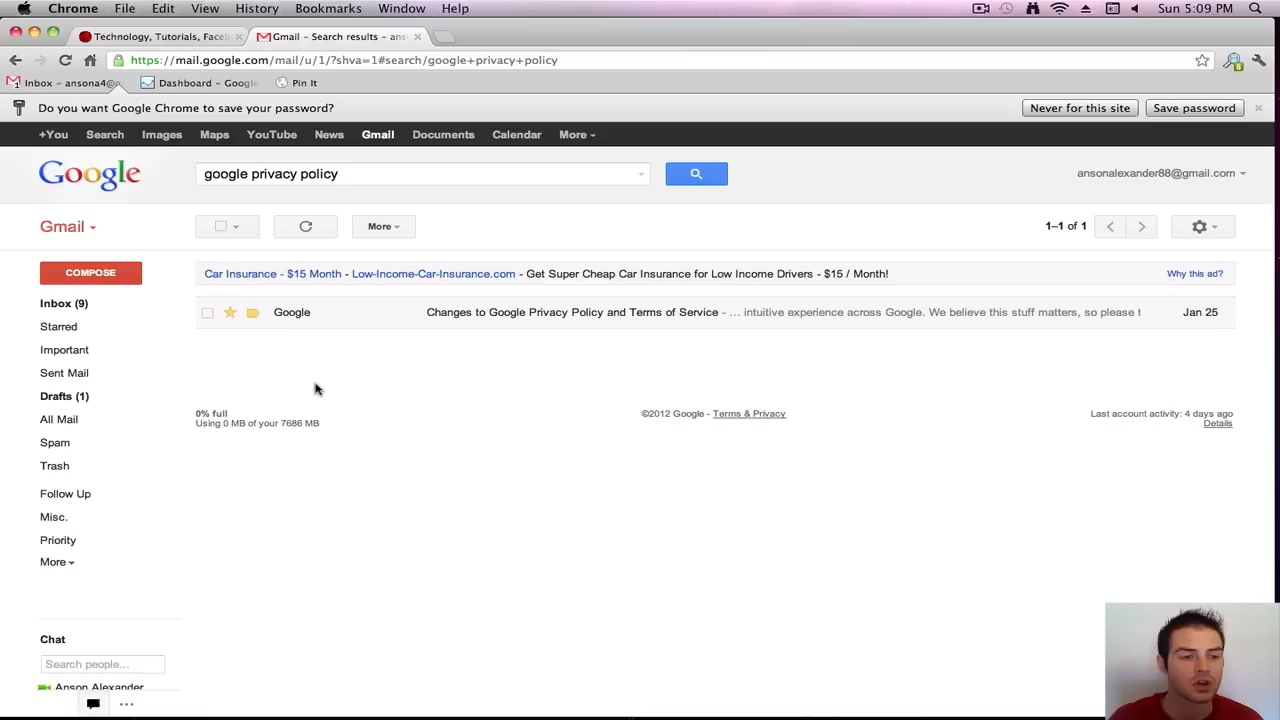 Chrome File Edit View History Bookmarks Window Help Sun 5:09 PM
Technology, Tutorials, Faceb Gmail - Search results - ans
https://mail.google.com/mail/u/1/?shva=1#search/google+privacy+policy
Inbox - ansona4@ Dashboard - Google Pin It
Do you want Google Chrome to save your password? Never for this site Save password
+You Search Images Maps YouTube News Gmail Documents Calendar More
Google google privacy policy ansonalexander88@gmail.com
Gmail More 1–1 of 1
COMPOSE
Car Insurance - $15 Month - Low-Income-Car-Insurance.com - Get Super Cheap Car Insurance for Low Income Drivers - $15 / Month! Why this ad?
Google Changes to Google Privacy Policy and Terms of Service - … intuitive experience across Google. We believe this stuff matters, so please t Jan 25
Inbox (9)
Starred
Important
Sent Mail
Drafts (1)
All Mail
Spam
Trash
Follow Up
Misc.
Priority
More
0% full
Using 0 MB of your 7686 MB
©2012 Google - Terms & Privacy
Last account activity: 4 days ago
Details
Chat
Search people...
Anson Alexander